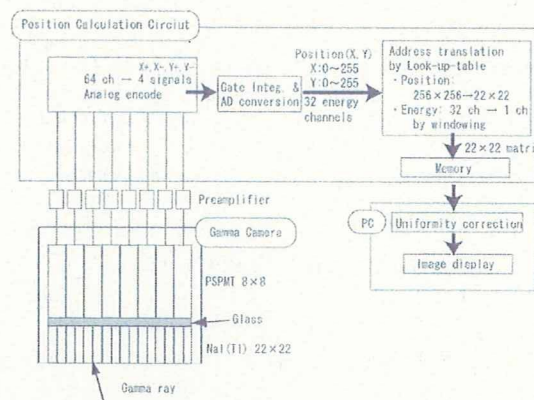 Position Calculation Circiut
X+, X-, Y+, Y-
64 ch → 4 signals
Analog encode
Gate Integ. &
AD conversion
Position(X, Y)
X:0~255
Y:0~255
32 energy
channels
Address translation
by Look-up-table
・Position:
256×256→22×22
・Energy: 32 ch → 1 ch
by windowing
22×22 matri
Memory
Preamplifier
Gamma Camera
PC
Uniformity correction
Image display
PSPMT 8×8
Glass
NaI(Tl) 22×22
Gamma ray